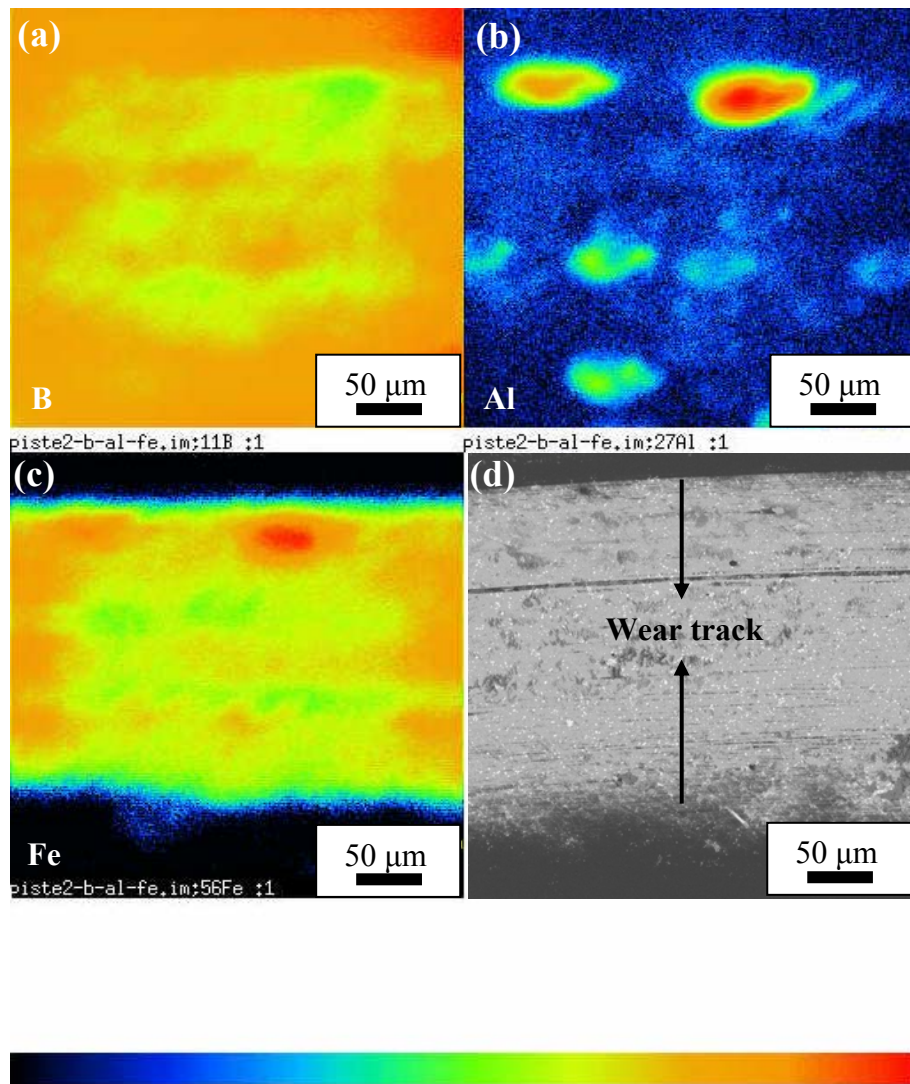 (a)
(b)
B
50 μm
Al
50 μm
piste2-b-al-fe.im;11B :1
piste2-b-al-fe.im;27Al :1
(c)
(d)
Wear track
Fe
50 μm
50 μm
piste2-b-al-fe.im;56Fe :1